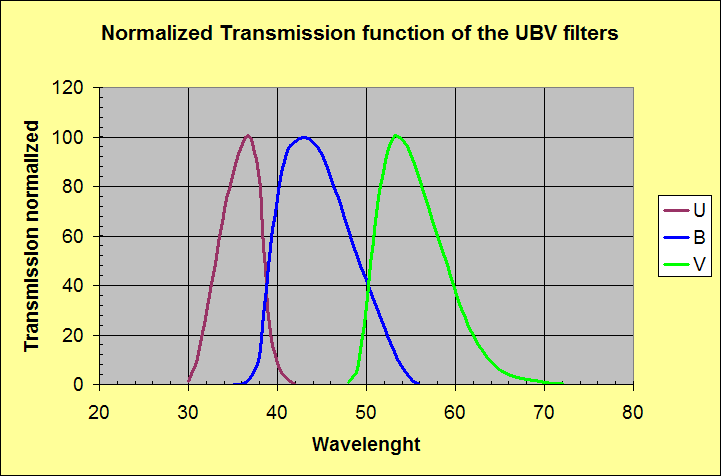 Normalized Transmission function of the UBV filters
Transmission normalized
120
100
80
60
40
20
0
20 30 40 50 60 70 80
Wavelenght
U
B
V